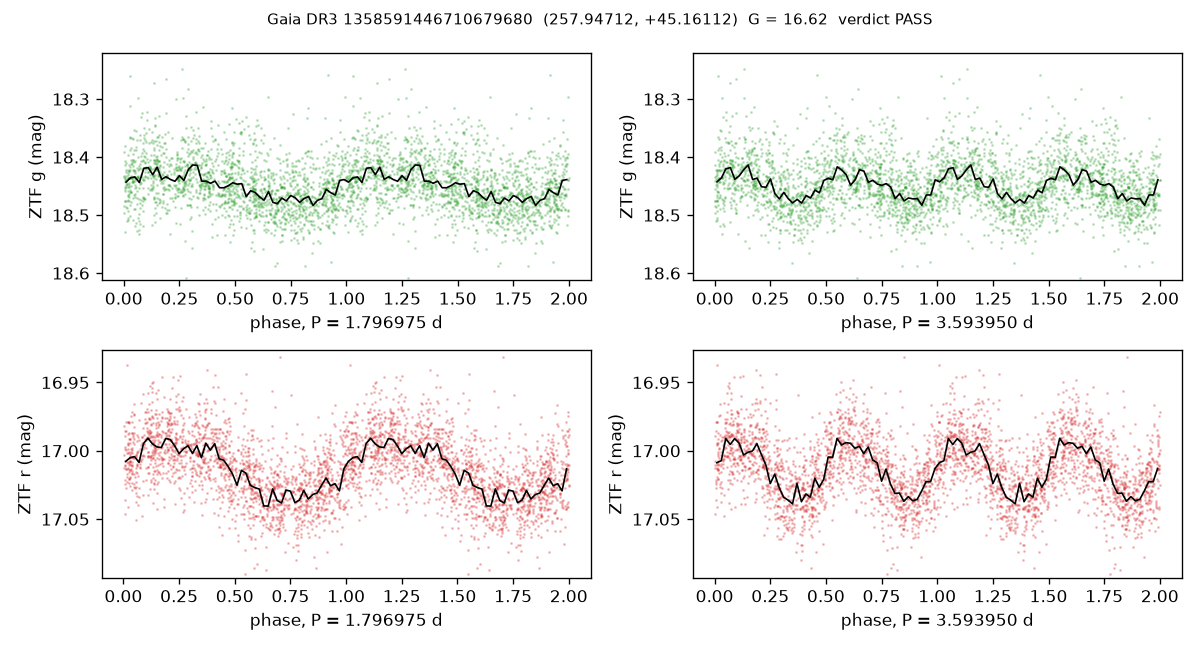 Gaia DR3 1358591446710679680 (257.94712, +45.16112) G = 16.62 verdict PASS
ZTF g (mag)
18.3
18.4
18.5
18.6
0.00 0.25 0.50 0.75 1.00 1.25 1.50 1.75 2.00
phase, P = 1.796975 d
ZTF g (mag)
18.3
18.4
18.5
18.6
0.00 0.25 0.50 0.75 1.00 1.25 1.50 1.75 2.00
phase, P = 3.593950 d
ZTF r (mag)
16.95
17.00
17.05
0.00 0.25 0.50 0.75 1.00 1.25 1.50 1.75 2.00
phase, P = 1.796975 d
ZTF r (mag)
16.95
17.00
17.05
0.00 0.25 0.50 0.75 1.00 1.25 1.50 1.75 2.00
phase, P = 3.593950 d